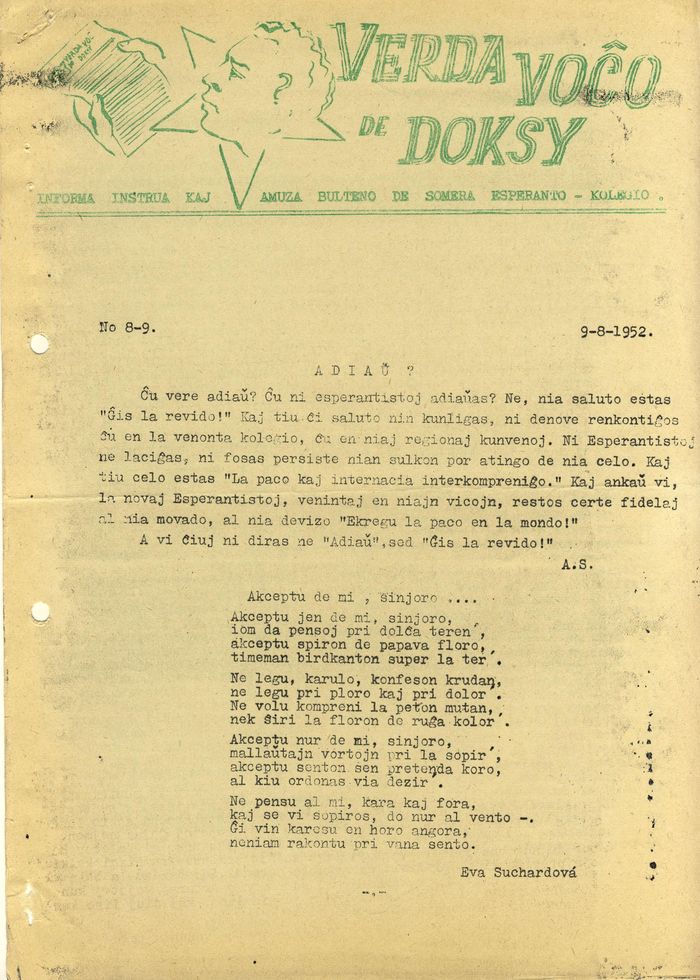 VERDA VOĈO
DE DOKSY
INFORMA INSTRUA KAJ AMUZA BULTENO DE SOMERA ESPERANTO - KOLEGIO.
No 8-9. 9-8-1952.
ADIAŬ ?
Ĉu vere adiaŭ? Ĉu ni esperantistoj adiaŭas? Ne, nia saluto estas
"Ĝis la revido!" Kaj tiu ĉi saluto nin kunligas, ni denove renkontiĝos
ĉu en la venonta kolegio, ĉu en niaj regionaj kunvenoj. Ni Esperantistoj
ne laciĝas, ni fosas persiste nian sulkon por atingo de nia celo. Kaj
tiu celo estas "La paco kaj internacia interkompreniĝo." Kaj ankaŭ vi,
la novaj Esperantistoj, venintaj en niajn vicojn, restos certe fidelaj
al nia movado, al nia devizo "Ekregu la paco en la mondo!"
A vi ĉiuj ni diras ne "Adiaŭ",sed "Ĝis la revido!"
A.S.
Akceptu de mi , sinjoro ....
Akceptu jen de mi, sinjoro,
iom da pensoj pri dolĉa teren´,
akceptu spiron de papava floro,
timeman birdkanton super la ter´.
Ne legu, karulo, konfeson krudan,
ne legu pri ploro kaj pri dolor´.
Ne volu kompreni la peton mutan,
nek ŝiri la floron de ruĝa kolor´.
Akceptu nur de mi, sinjoro,
mallaŭtajn vortojn pri la sopir´,
akceptu senton sen pretenda koro,
al kiu ordonas via dezir´.
Ne pensu al mi, kara kaj fora,
kaj se vi sopiros, do nur al vento -.
Ĝi vin karesu en horo angora,
neniam rakontu pri vana sento.
Eva Suchardová
-.-